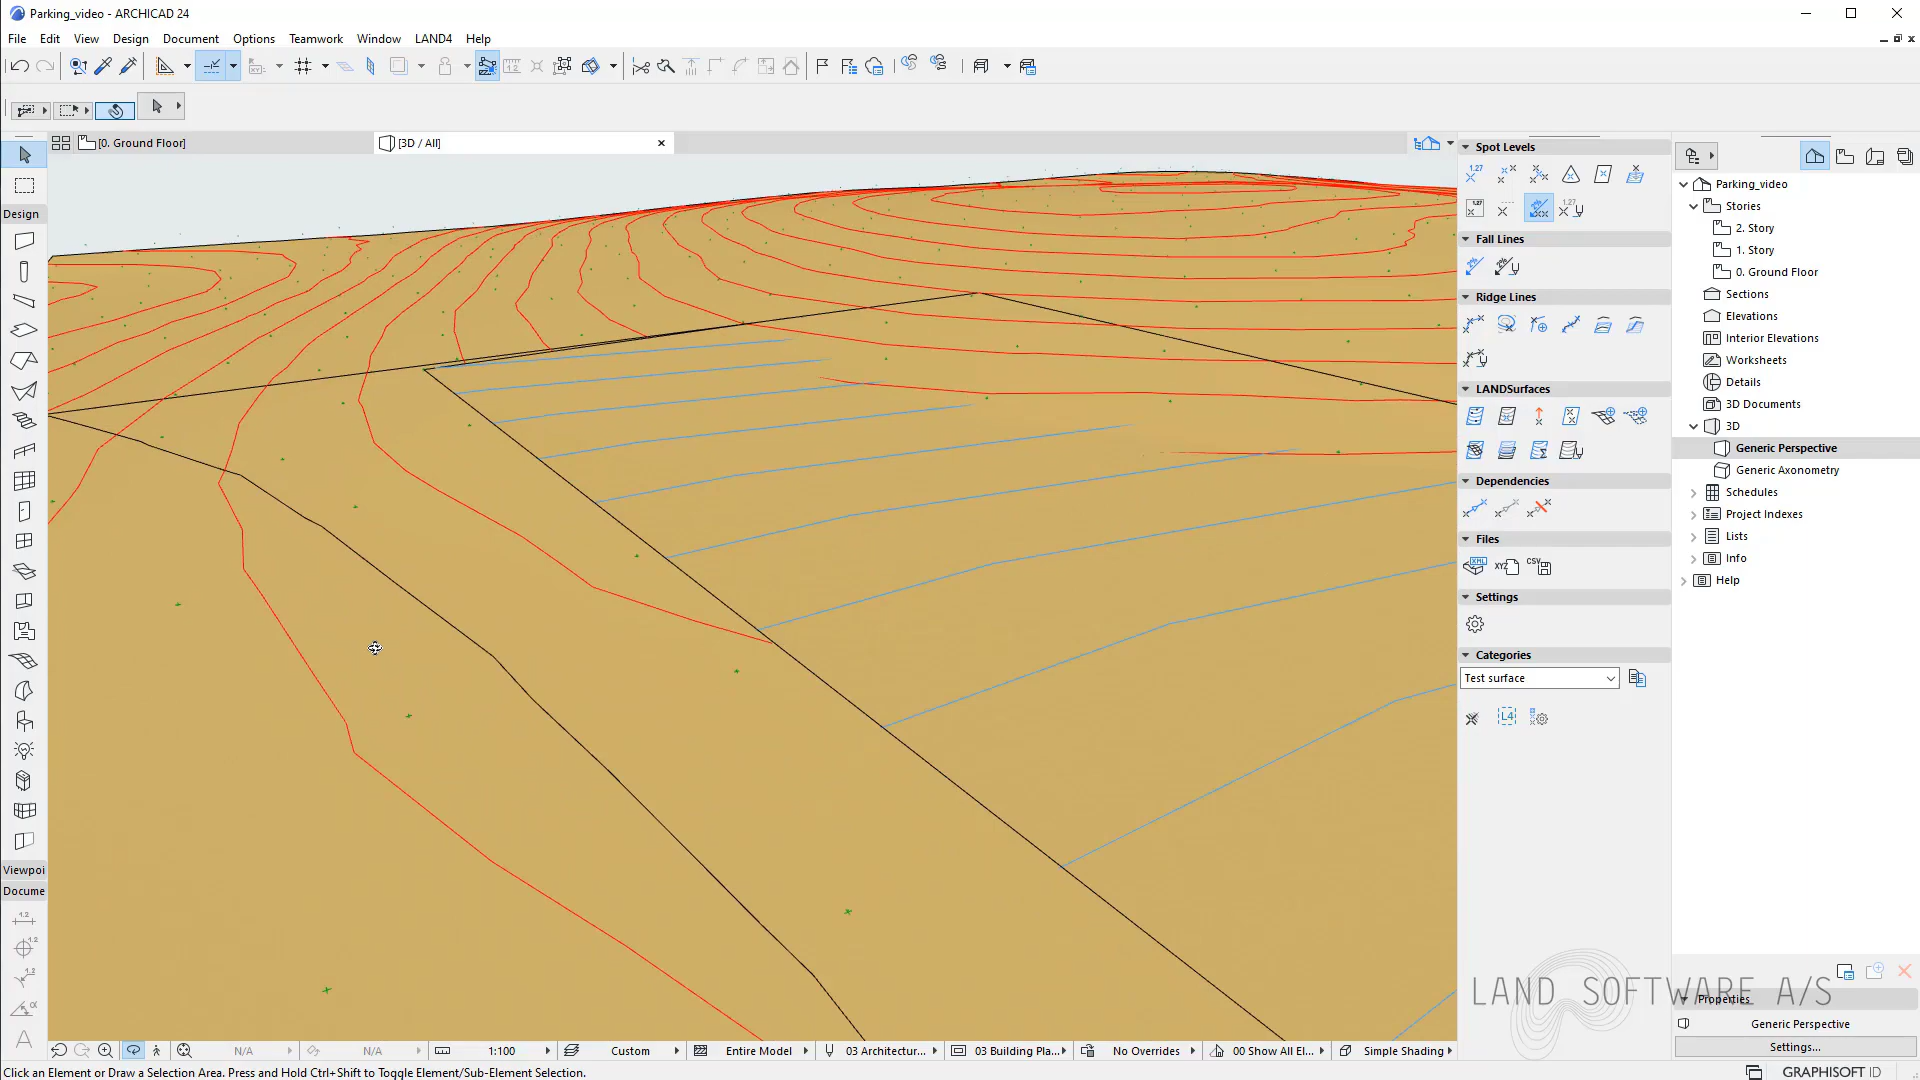 Parking_video - ARCHICAD 24
File Edit View Design Document Options Teamwork Window LAND4 Help
[0. Ground Floor]
[3D / All]
Design
Viewpoi
Docume
Spot Levels
Fall Lines
Ridge Lines
LANDSurfaces
Dependencies
Files
Settings
Categories
Test surface
Parking_video
Stories
2. Story
1. Story
0. Ground Floor
Sections
Elevations
Interior Elevations
Worksheets
Details
3D Documents
3D
Generic Perspective
Generic Axonometry
Schedules
Project Indexes
Lists
Info
Help
LAND SOFTWARE A/S
Properties
Generic Perspective
Settings...
N/A
N/A
1:100
Custom
Entire Model
03 Architectur...
03 Building Pla...
No Overrides
00 Show All El...
Simple Shading
Click an Element or Draw a Selection Area. Press and Hold Ctrl+Shift to Toggle Element/Sub-Element Selection.
GRAPHISOFT ID